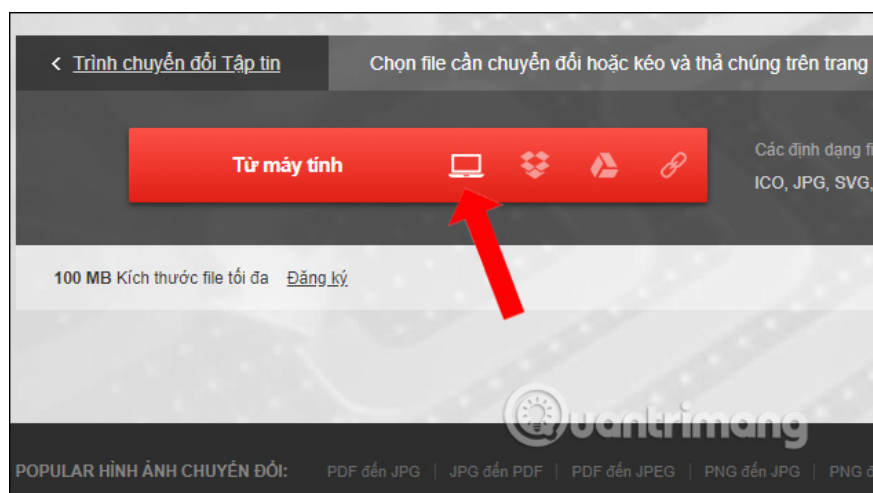 Trình chuyển đổi Tập tin
Chọn file cần chuyển đổi hoặc kéo và thả chúng trên trang
Từ máy tính
Các định dạng
ICO, JPG, SVG,
100 MB Kích thước file tối đa Đăng ký
Quantrimang
POPULAR HÌNH ẢNH CHUYỂN ĐỔI: PDF đến JPG | JPG đến PDF | PDF đến JPEG | PNG đến JPG | PNG